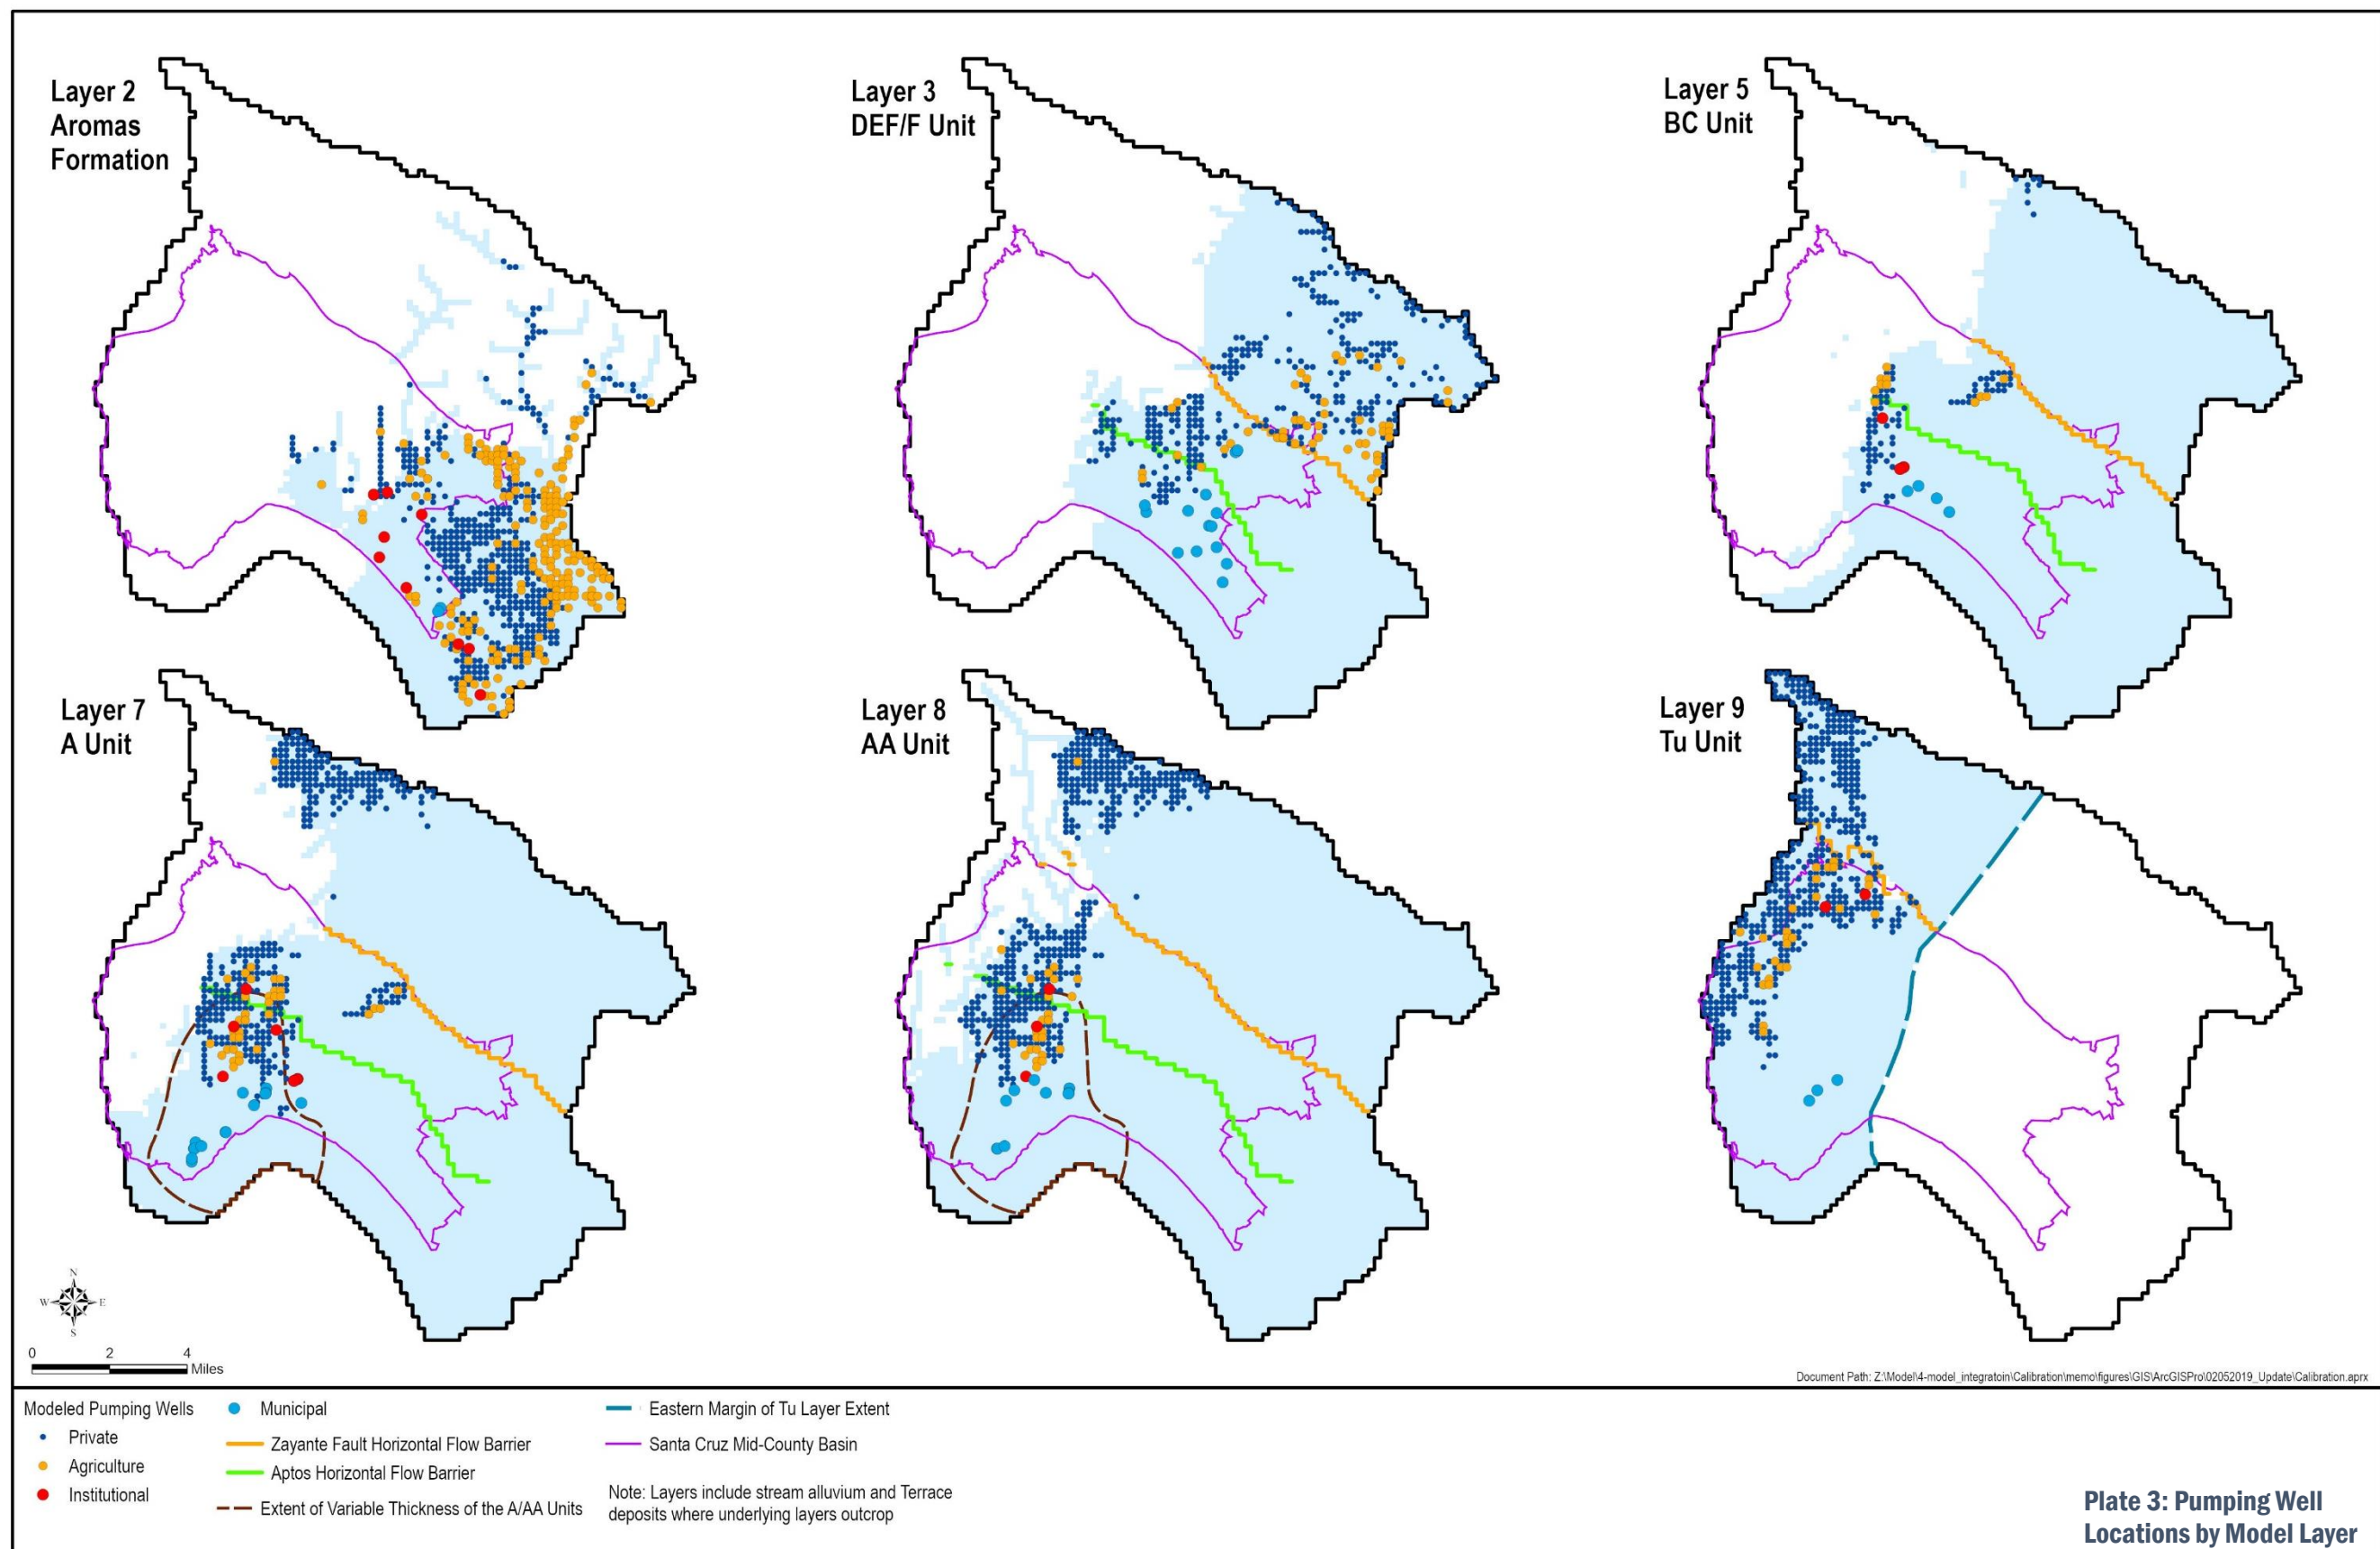 Layer 2
Aromas
Formation
Layer 3
DEF/F Unit
Layer 5
BC Unit
Layer 7
A Unit
Layer 8
AA Unit
Layer 9
Tu Unit
N
W
E
S
0 2 4
Miles
Document Path: Z:\Model\4-model_integratoin\Calibration\memo\figures\GIS\ArcGISPro\02052019_Update\Calibration.aprx
Modeled Pumping Wells
Private
Agriculture
Institutional
Municipal
Zayante Fault Horizontal Flow Barrier
Aptos Horizontal Flow Barrier
Extent of Variable Thickness of the A/AA Units
Eastern Margin of Tu Layer Extent
Santa Cruz Mid-County Basin
Note: Layers include stream alluvium and Terrace
deposits where underlying layers outcrop
Plate 3: Pumping Well
Locations by Model Layer